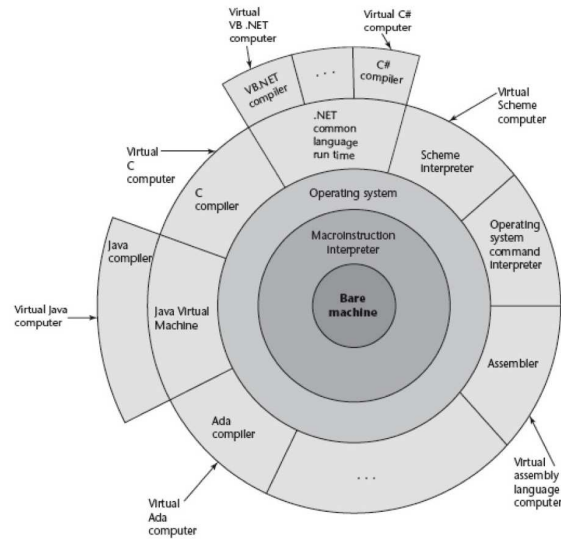 Virtual
VB .NET
computer
Virtual C#
computer
VB.NET
compiler
. . .
C#
compiler
Virtual
Scheme
computer
.NET
common
language
run time
Virtual
C
computer
Scheme
interpreter
C
compiler
Operating system
Operating
system
command
interpreter
Macroinstruction
interpreter
Java
compiler
Bare
machine
Virtual Java
computer
Java Virtual
Machine
Assembler
Ada
compiler
. . .
Virtual
assembly
language
computer
Virtual
Ada
computer